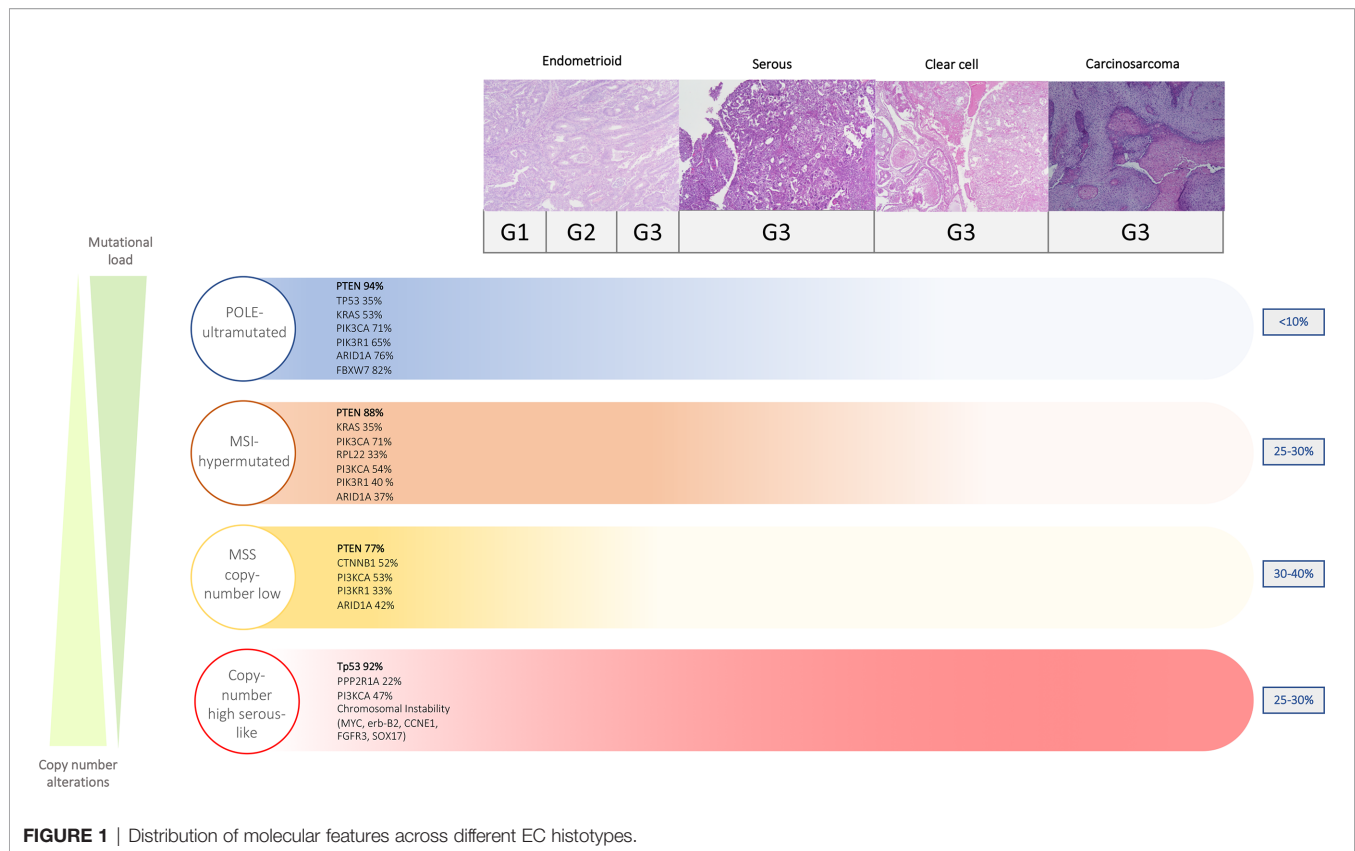 Endometrioid
Serous
Clear cell
Carcinosarcoma
G1
G2
G3
G3
G3
G3
Mutational
load
POLE-
ultramutated
PTEN 94%
TP53 35%
KRAS 53%
PIK3CA 71%
PIK3R1 65%
ARID1A 76%
FBXW7 82%
<10%
MSI-
hypermutated
PTEN 88%
KRAS 35%
PIK3CA 71%
RPL22 33%
PI3KCA 54%
PIK3R1 40 %
ARID1A 37%
25-30%
MSS
copy-
number low
PTEN 77%
CTNNB1 52%
PI3KCA 53%
PI3KR1 33%
ARID1A 42%
30-40%
Copy-
number
high serous-
like
Tp53 92%
PPP2R1A 22%
PI3KCA 47%
Chromosomal Instability
(MYC, erb-B2, CCNE1,
FGFR3, SOX17)
25-30%
Copy number
alterations
FIGURE 1 | Distribution of molecular features across different EC histotypes.